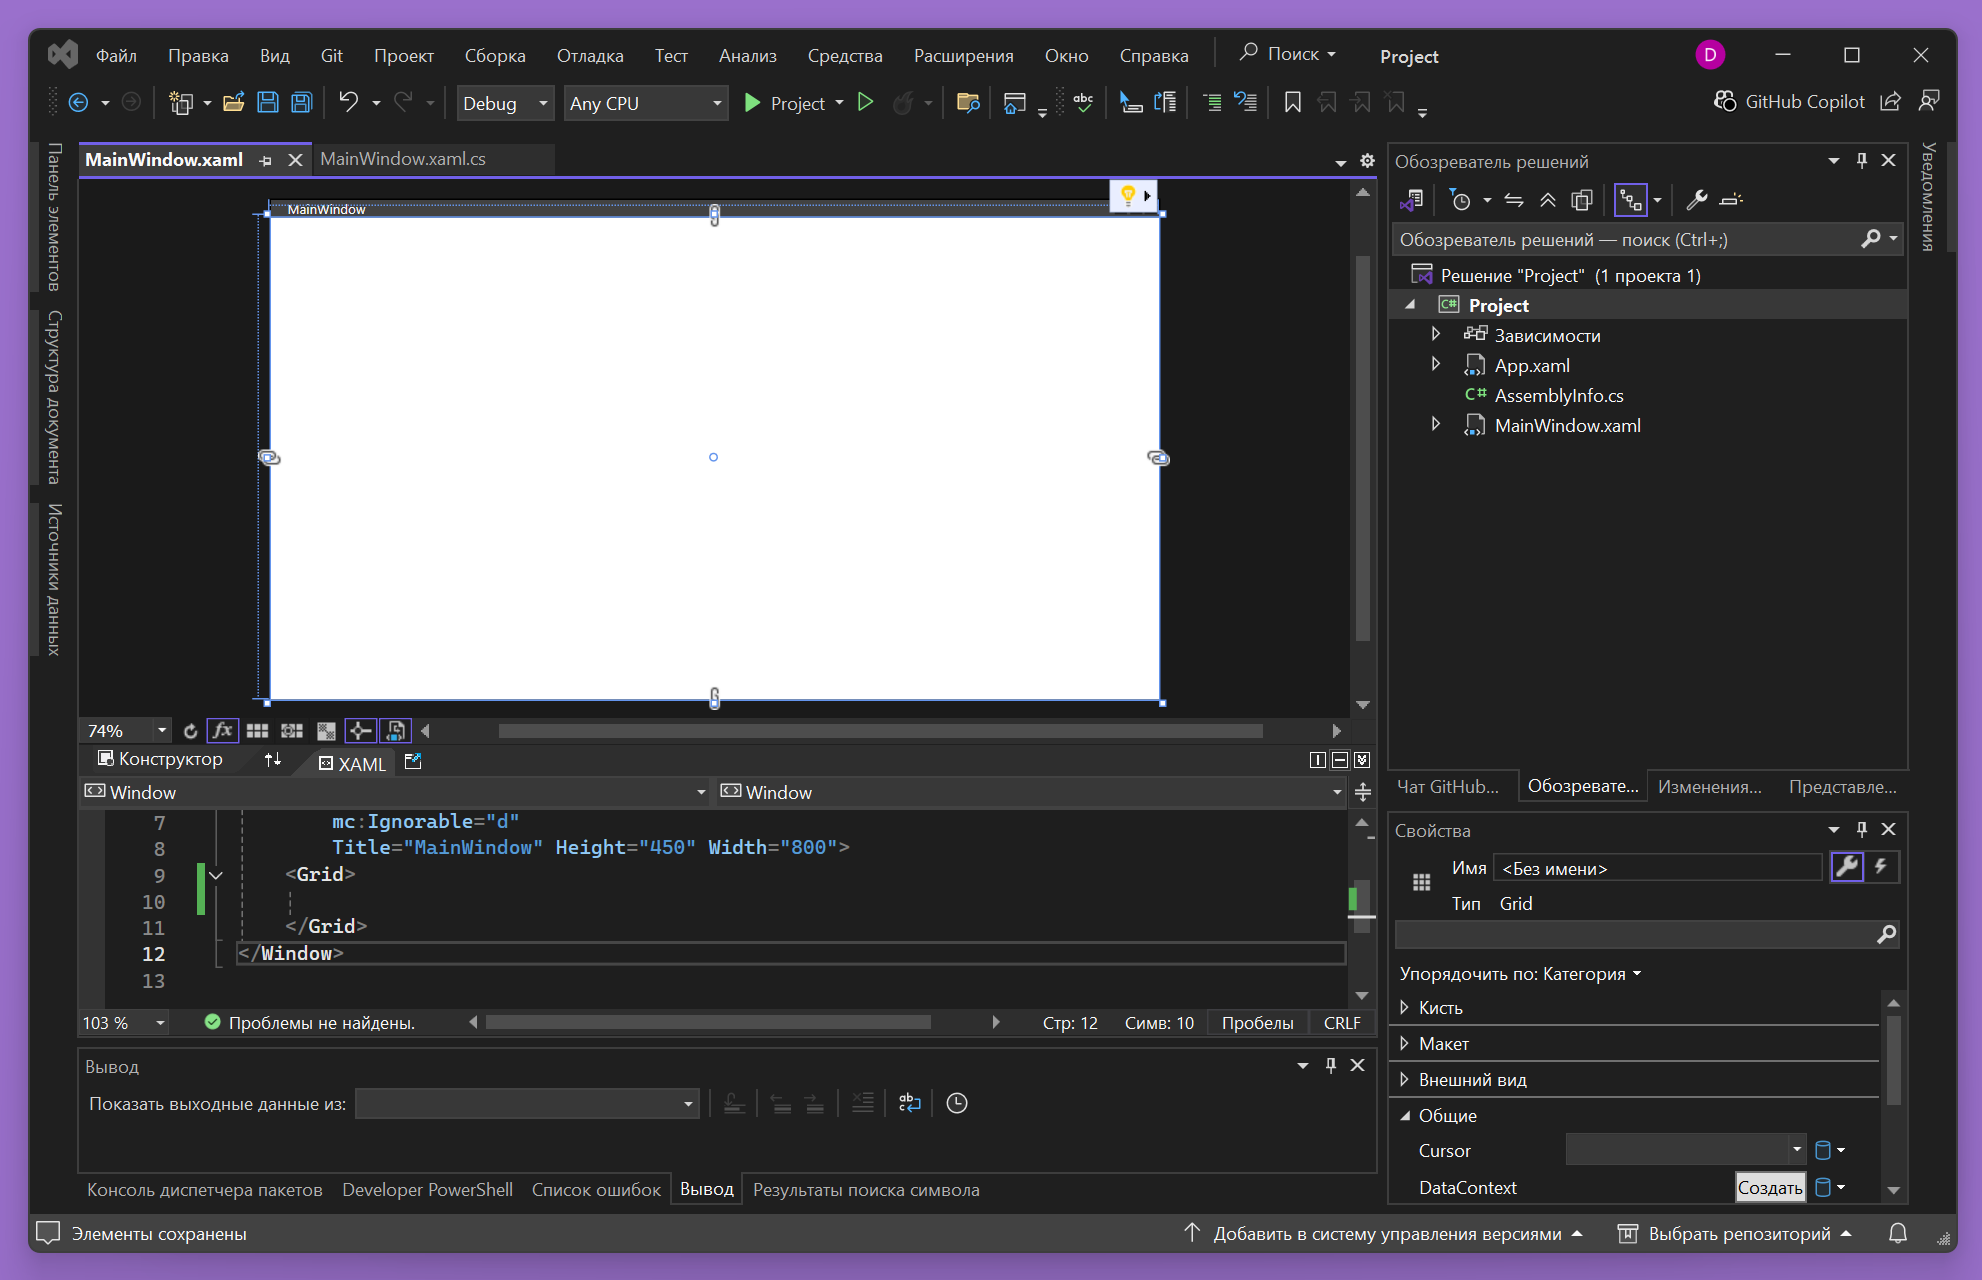 Файл Правка Вид Git Проект Сборка Отладка Тест Анализ Средства Расширения Окно Справка Поиск Project D
Debug Any CPU Project GitHub Copilot
Панель элементов
Структура документа
Источники данных
MainWindow.xaml MainWindow.xaml.cs
MainWindow
74%
Конструктор XAML
Window Window
7 mc:Ignorable="d"
8 Title="MainWindow" Height="450" Width="800">
9 <Grid>
10
11 </Grid>
12 </Window>
13
103 % Проблемы не найдены. Стр: 12 Симв: 10 Пробелы CRLF
Вывод
Показать выходные данные из:
Консоль диспетчера пакетов Developer PowerShell Список ошибок Вывод Результаты поиска символа
Обозреватель решений
Обозреватель решений — поиск (Ctrl+;)
Решение "Project" (1 проекта 1)
C# Project
Зависимости
App.xaml
C# AssemblyInfo.cs
MainWindow.xaml
Чат GitHub... Обозревате... Изменения... Представле...
Свойства
Имя <Без имени>
Тип Grid
Упорядочить по: Категория
Кисть
Макет
Внешний вид
Общие
Cursor
DataContext Создать
Уведомления
Элементы сохранены Добавить в систему управления версиями Выбрать репозиторий